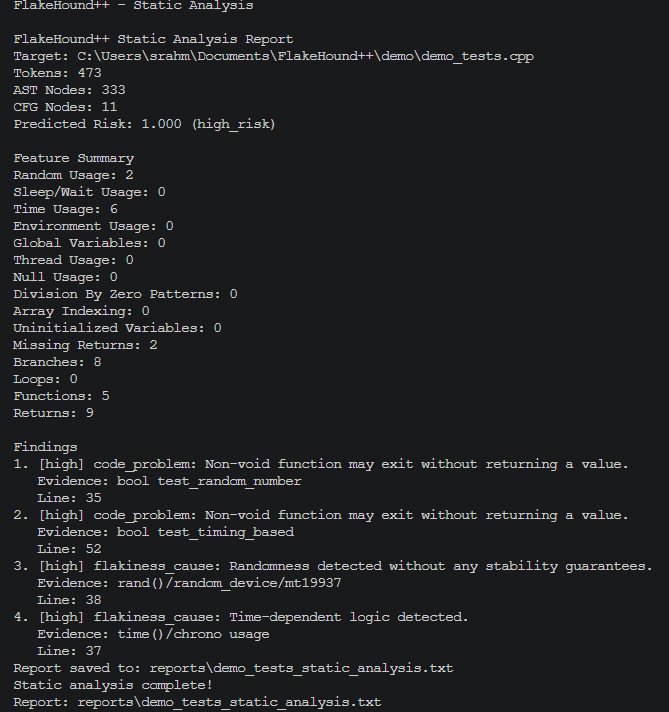 FlakeHound++ - Static Analysis
FlakeHound++ Static Analysis Report
Target: C:\Users\srahm\Documents\FlakeHound++\demo\demo_tests.cpp
Tokens: 473
AST Nodes: 333
CFG Nodes: 11
Predicted Risk: 1.000 (high_risk)
Feature Summary
Random Usage: 2
Sleep/Wait Usage: 0
Time Usage: 6
Environment Usage: 0
Global Variables: 0
Thread Usage: 0
Null Usage: 0
Division By Zero Patterns: 0
Array Indexing: 0
Uninitialized Variables: 0
Missing Returns: 2
Branches: 8
Loops: 0
Functions: 5
Returns: 9
Findings
1. [high] code_problem: Non-void function may exit without returning a value.
Evidence: bool test_random_number
Line: 35
2. [high] code_problem: Non-void function may exit without returning a value.
Evidence: bool test_timing_based
Line: 52
3. [high] flakiness_cause: Randomness detected without any stability guarantees.
Evidence: rand()/random_device/mt19937
Line: 38
4. [high] flakiness_cause: Time-dependent logic detected.
Evidence: time()/chrono usage
Line: 37
Report saved to: reports\demo_tests_static_analysis.txt
Static analysis complete!
Report: reports\demo_tests_static_analysis.txt